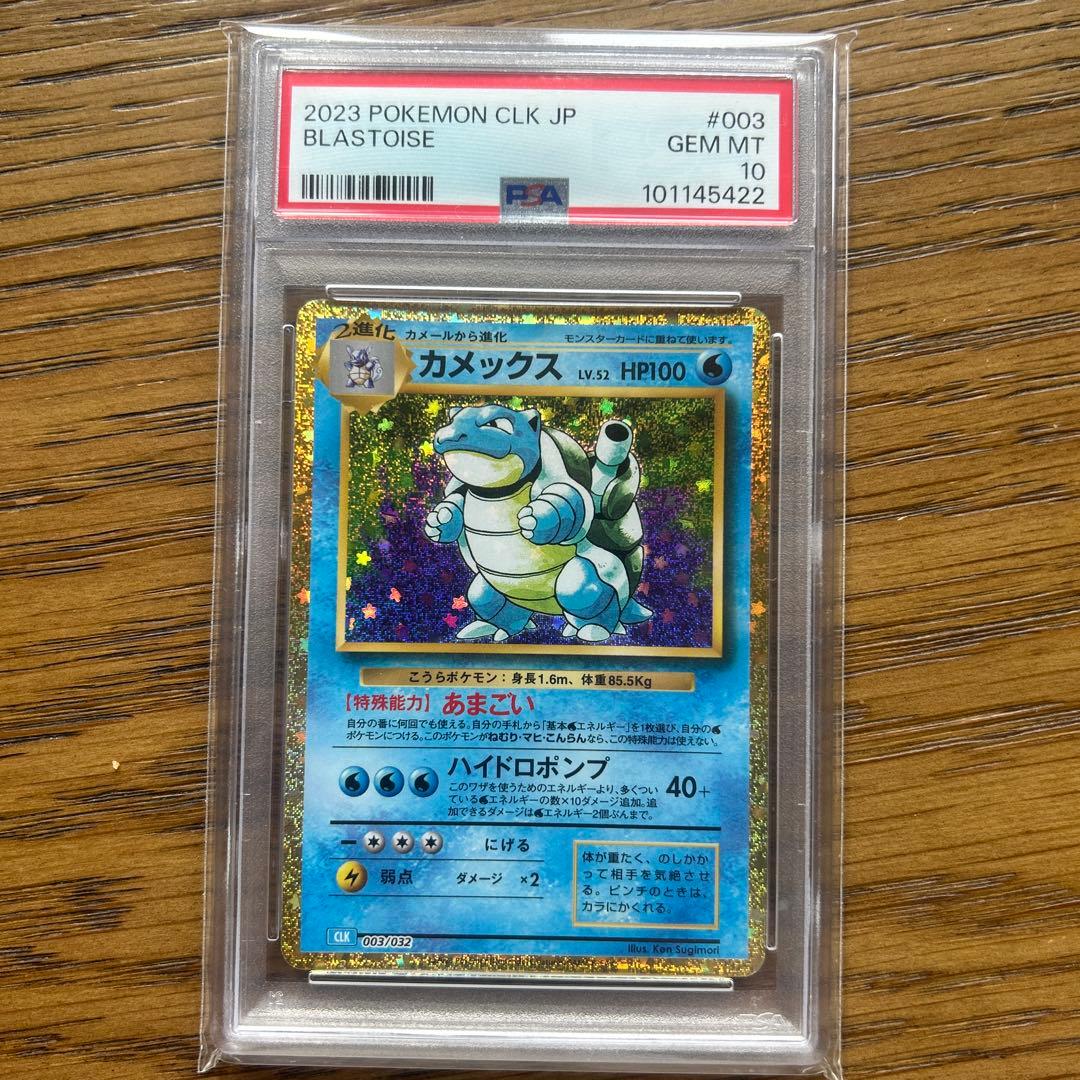 2023 POKEMON CLK JP #003
BLASTOISE GEM MT
10
PSA 101145422
2進化 カメールから進化 モンスターカードに重ねて使います。
カメックス LV.52 HP100
こうらポケモン：身長1.6m、体重85.5Kg
【特殊能力】あまごい
自分の番に何回でも使える。自分の手札から「基本エネルギー」を1枚選び、自分の
ポケモンにつける。このポケモンがねむり・マヒ・こんらんなら、この特殊能力は使えない。
ハイドロポンプ 40+
このワザを使うためのエネルギーより、多くつい
ているエネルギーの数×10ダメージ追加。追
加できるダメージはエネルギー2個ぶんまで。
にげる
弱点 ダメージ ×2
体が重たく、のしかか
って相手を気絶させ
る。ピンチのときは、
カラにかくれる。
CLK 003/032
Illus. Ken Sugimori